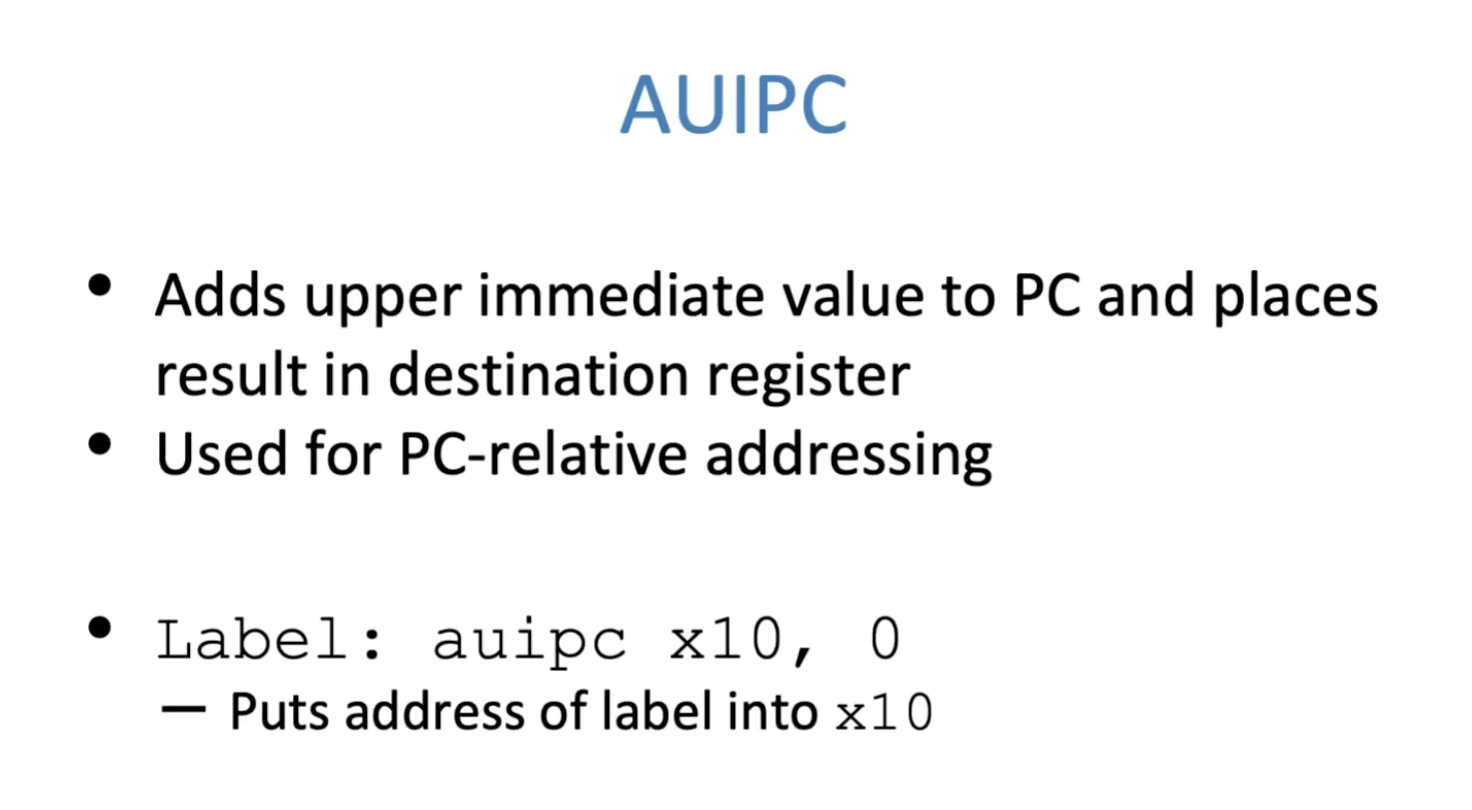 AUIPC
• Adds upper immediate value to PC and places
result in destination register
• Used for PC-relative addressing
• Label: auipc x10, 0
– Puts address of label into x10